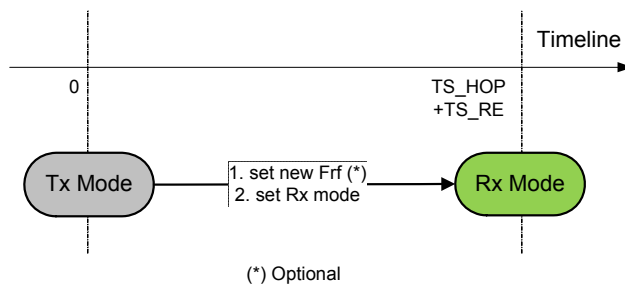 Timeline
0
TS_HOP
+TS_RE
Tx Mode
1. set new Frf (*)
2. set Rx mode
Rx Mode
(*) Optional